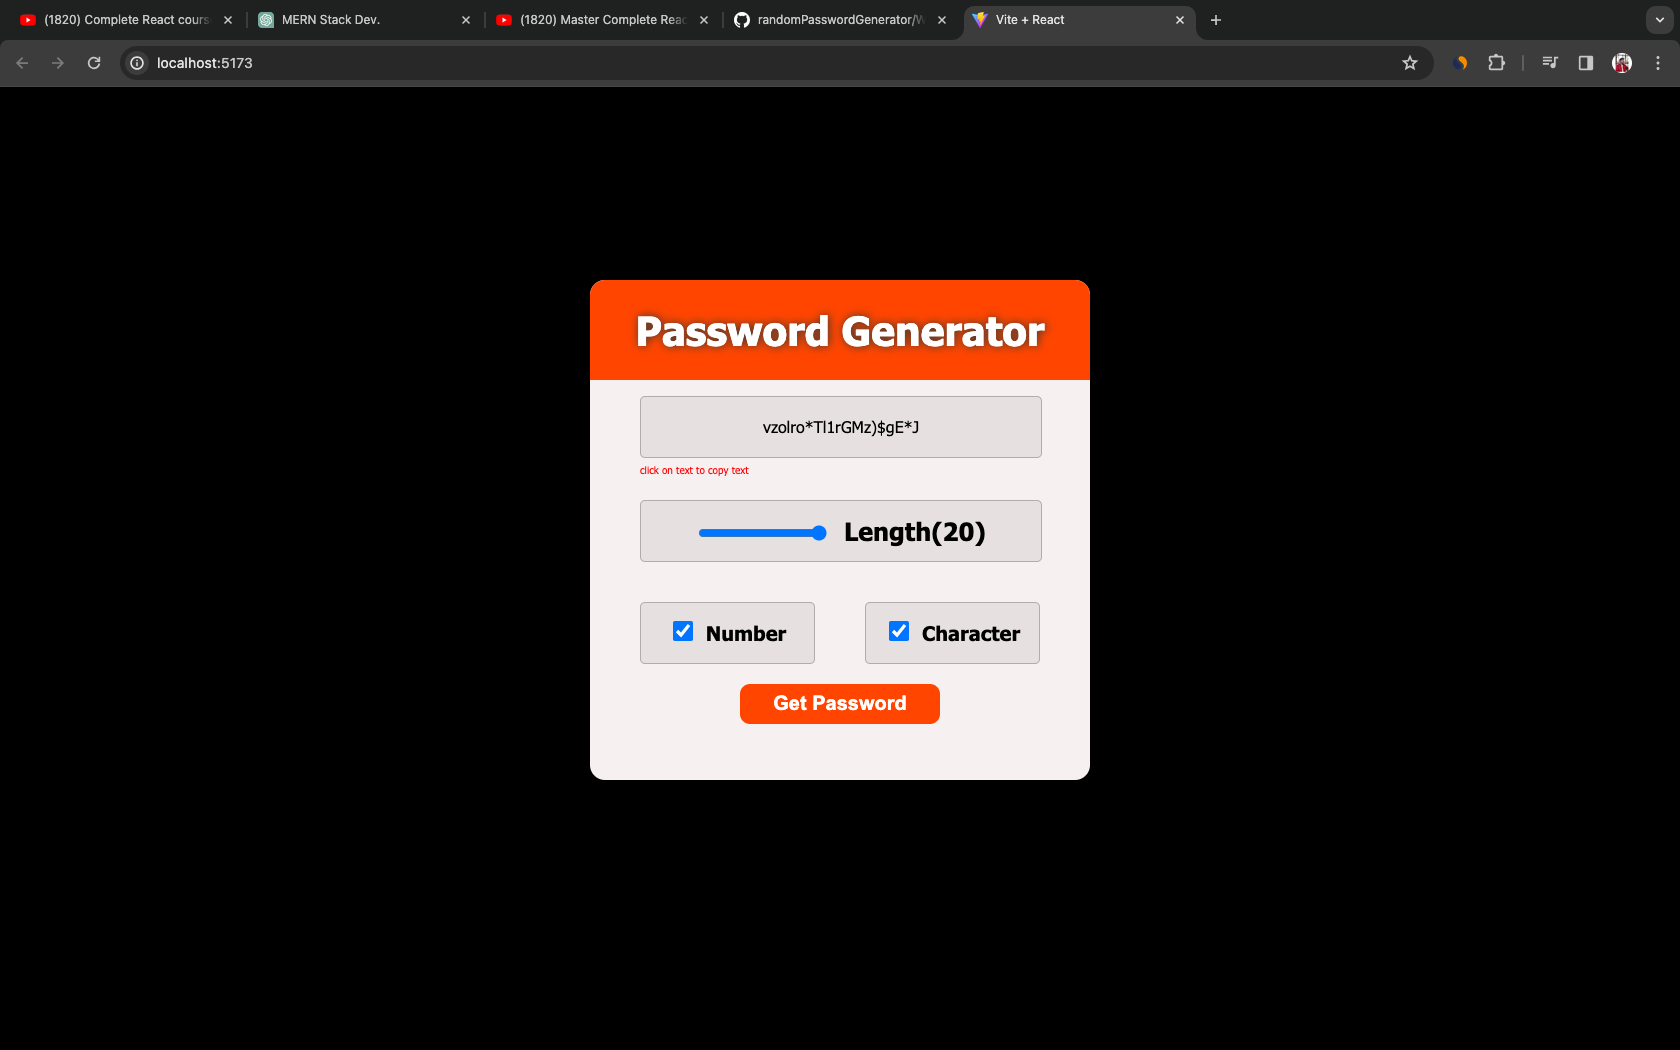 (1820) Complete React cours
MERN Stack Dev.
(1820) Master Complete Reac
randomPasswordGenerator/W
Vite + React
localhost:5173
Password Generator
vzolro*Tl1rGMz)$gE*J
click on text to copy text
Length(20)
Number
Character
Get Password